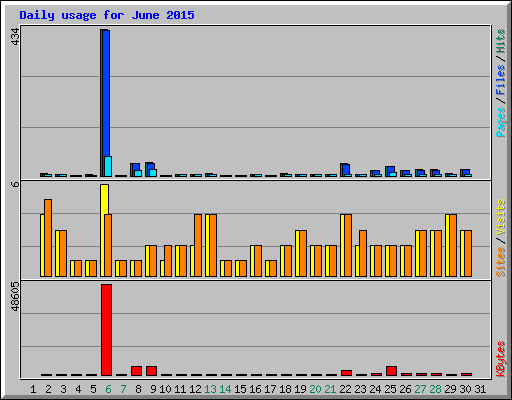 Daily usage for June 2015
434
6
48605
Pages / Files / Hits
Sites / Visits
KBytes
1 2 3 4 5 6 7 8 9 10 11 12 13 14 15 16 17 18 19 20 21 22 23 24 25 26 27 28 29 30 31